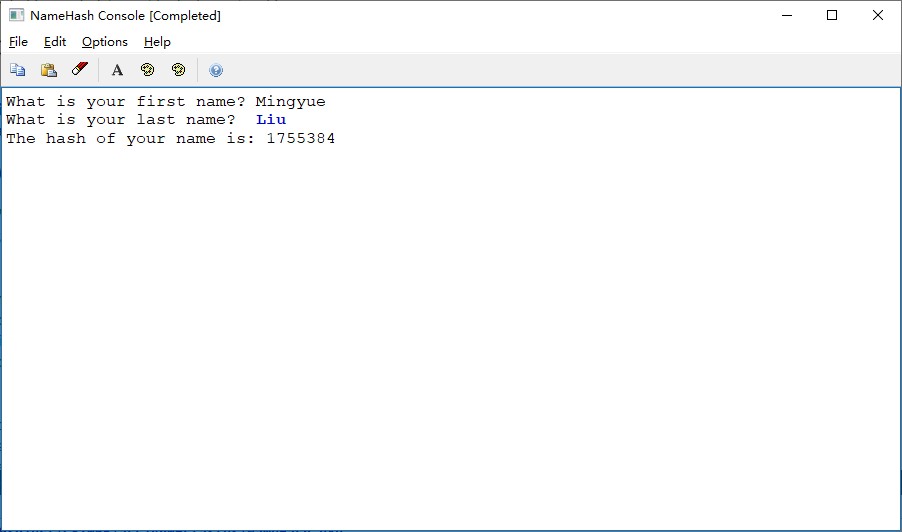 NameHash Console [Completed]
File Edit Options Help
A
What is your first name? Mingyue
What is your last name?  Liu
The hash of your name is: 1755384